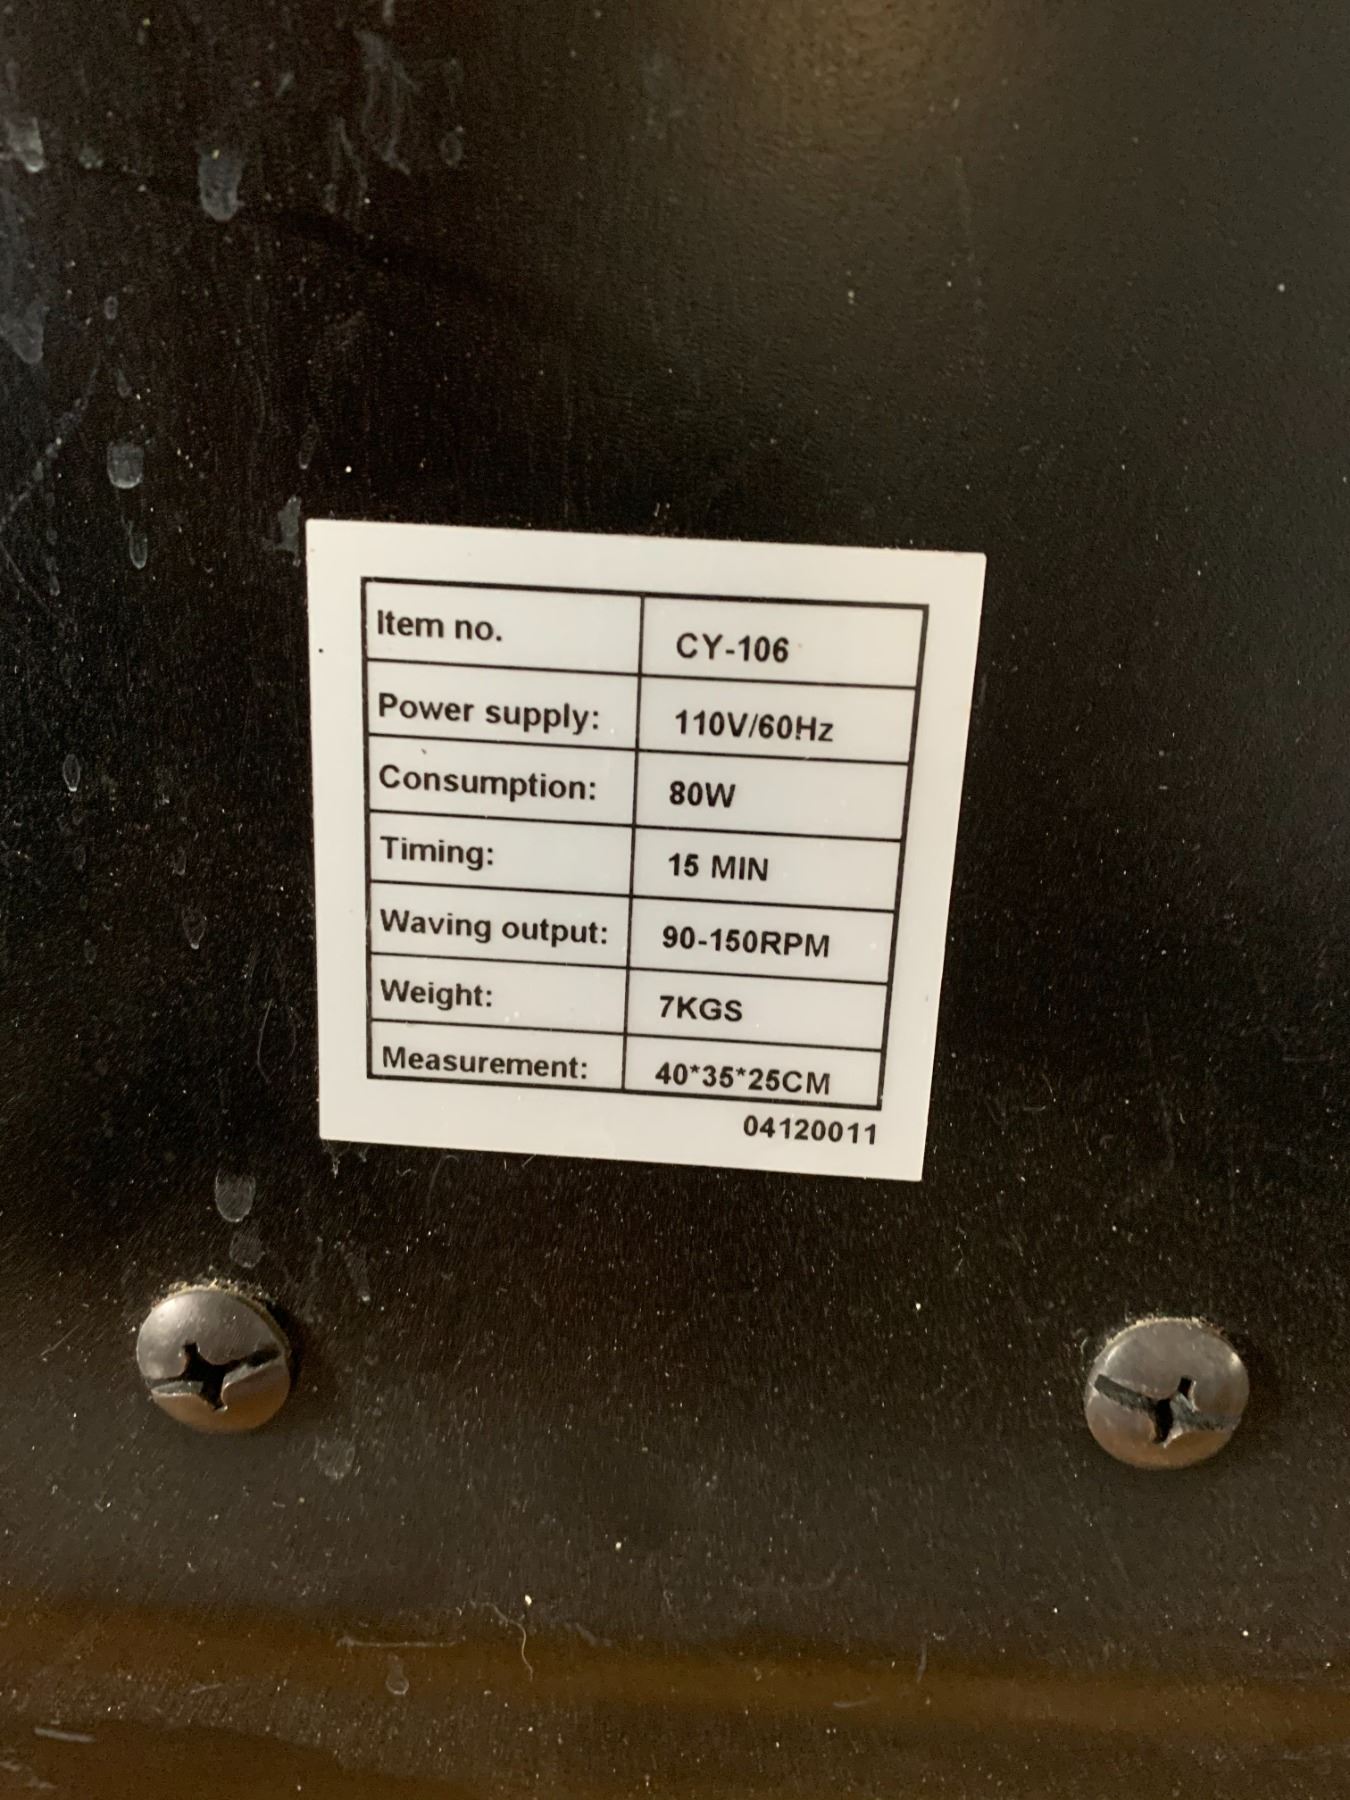 Item no. CY-106
Power supply: 110V/60Hz
Consumption: 80W
Timing: 15 MIN
Waving output: 90-150RPM
Weight: 7KGS
Measurement: 40*35*25CM
04120011